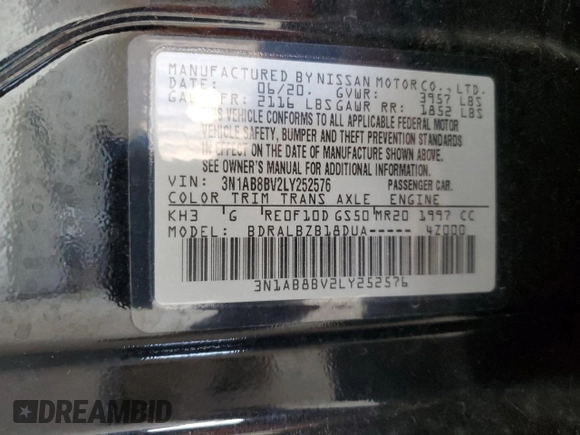 MANUFACTURED BY NISSAN MOTOR CO., LTD.
DATE: 06/20. GVWR: 3957 LBS
FR: 2116 LBS GAWR RR: 1852 LBS
VEHICLE CONFORMS TO ALL APPLICABLE FEDERAL MOTOR
VEHICLE SAFETY, BUMPER AND THEFT PREVENTION STANDARDS
EFFECT ON THE DATE OF MANUFACTURE SHOWN ABOVE.
SEE OWNER'S MANUAL FOR ADDITIONAL INFORMATION.
VIN: 3N1AB8BV2LY252576 PASSENGER CAR.
COLOR TRIM TRANS AXLE ENGINE
KH3 G RE0F10D GS50 MR20 1997 CC
MODEL: BDRALBZB18DUA----- 4Z000
3N1AB8BV2LY252576
DREAMBID